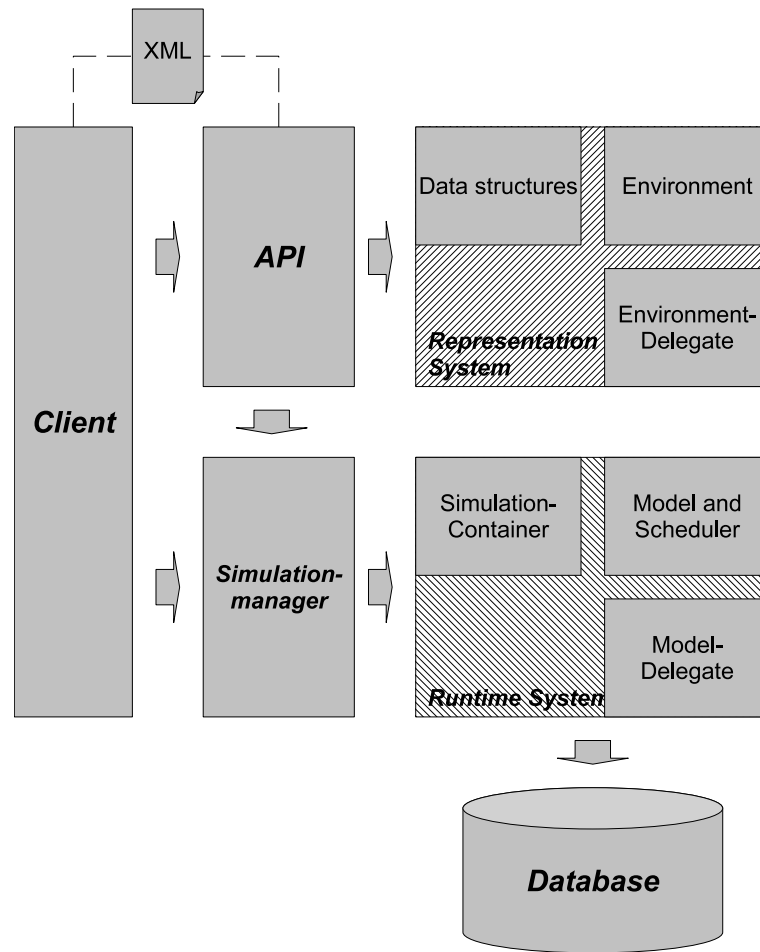 XML
Client
API
Data structures
Environment
Environment-
Delegate
Representation
System
Simulation-
manager
Simulation-
Container
Model and
Scheduler
Model-
Delegate
Runtime System
Database